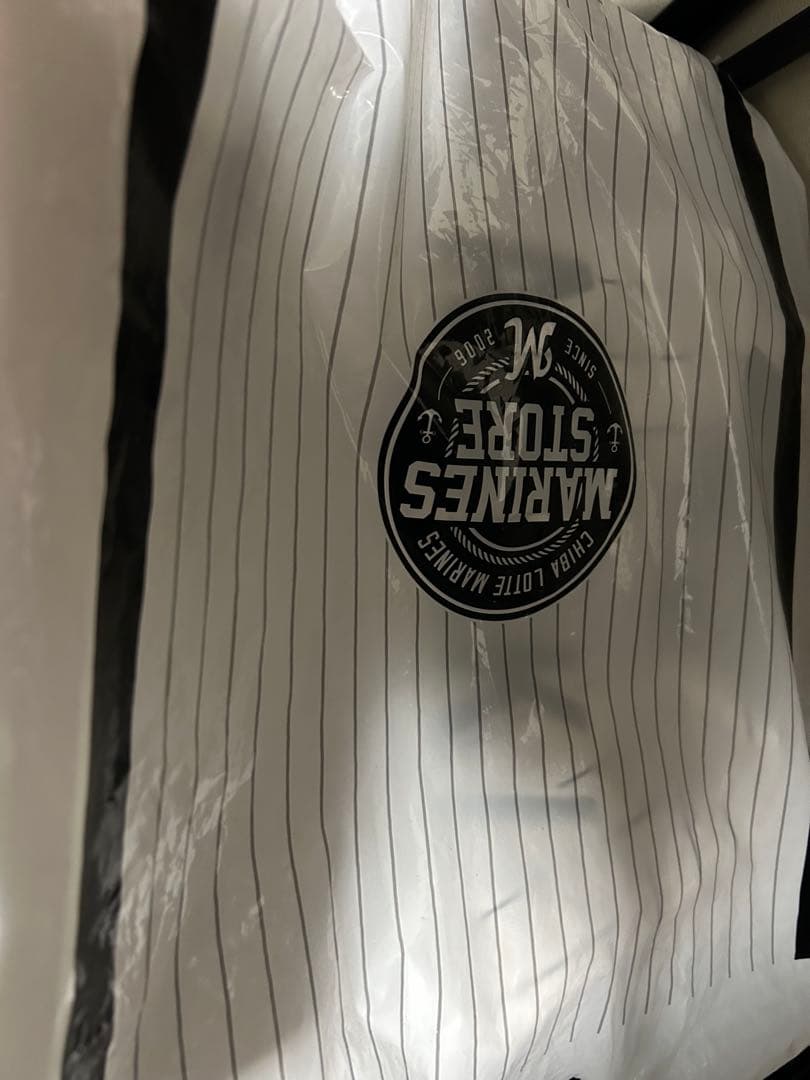 CHIBA LOTTE MARINES
MARINES
STORE
SINCE 2006
M